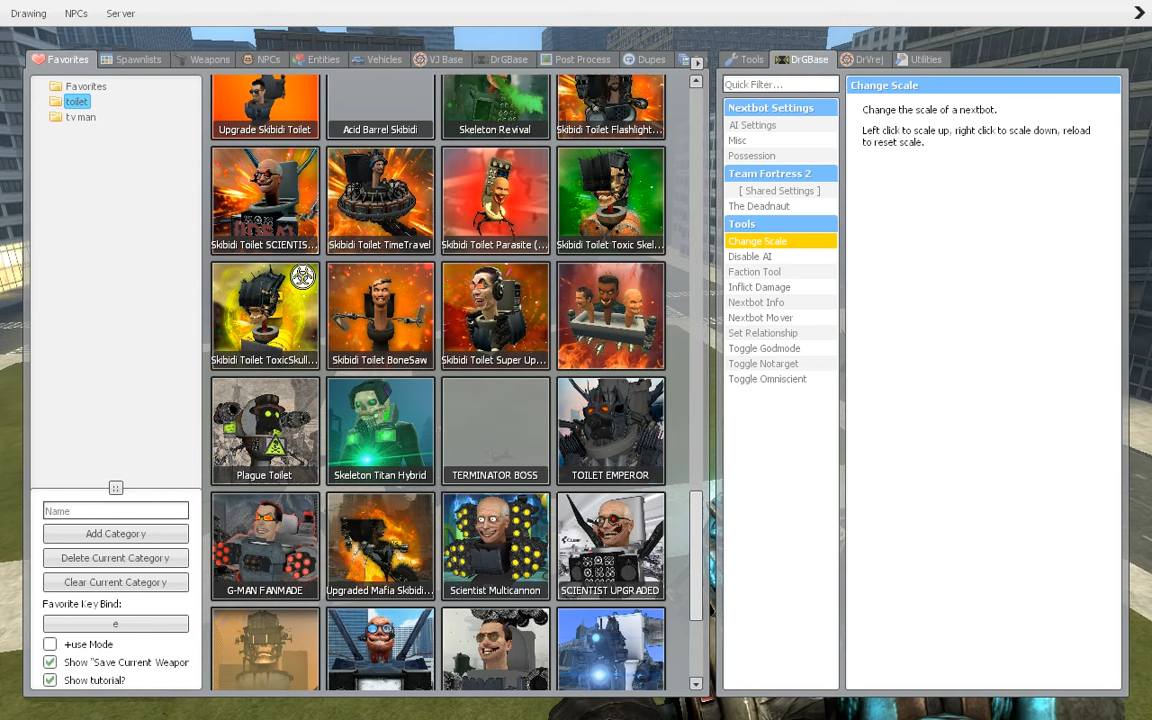 Drawing NPCs Server
Favorites Spawnlists Weapons NPCs Entities Vehicles VJ Base DrGBase Post Process Dupes
Tools DrGBase DrVrej Utilities
Favorites
toilet
tv man
Upgrade Skibidi Toilet
Acid Barrel Skibidi
Skeleton Revival
Skibidi Toilet Flashlight...
Skibidi Toilet SCIENTIS...
Skibidi Toilet TimeTravel
Skibidi Toilet Parasite (...
Skibidi Toilet Toxic Skel...
Skibidi Toilet ToxicSkull...
Skibidi Toilet BoneSaw
Skibidi Toilet Super Up...
Plague Toilet
Skeleton Titan Hybrid
TERMINATOR BOSS
TOILET EMPEROR
G-MAN FANMADE
Upgraded Mafia Skibidi...
Scientist Multicannon
SCIENTIST UPGRADED
Name
Add Category
Delete Current Category
Clear Current Category
Favorite Key Bind:
e
+use Mode
Show "Save Current Weapor
Show tutorial?
Quick Filter...
Nextbot Settings
AI Settings
Misc
Possession
Team Fortress 2
[ Shared Settings ]
The Deadnaut
Tools
Change Scale
Disable AI
Faction Tool
Inflict Damage
Nextbot Info
Nextbot Mover
Set Relationship
Toggle Godmode
Toggle Notarget
Toggle Omniscient
Change Scale
Change the scale of a nextbot.
Left click to scale up, right click to scale down, reload
to reset scale.